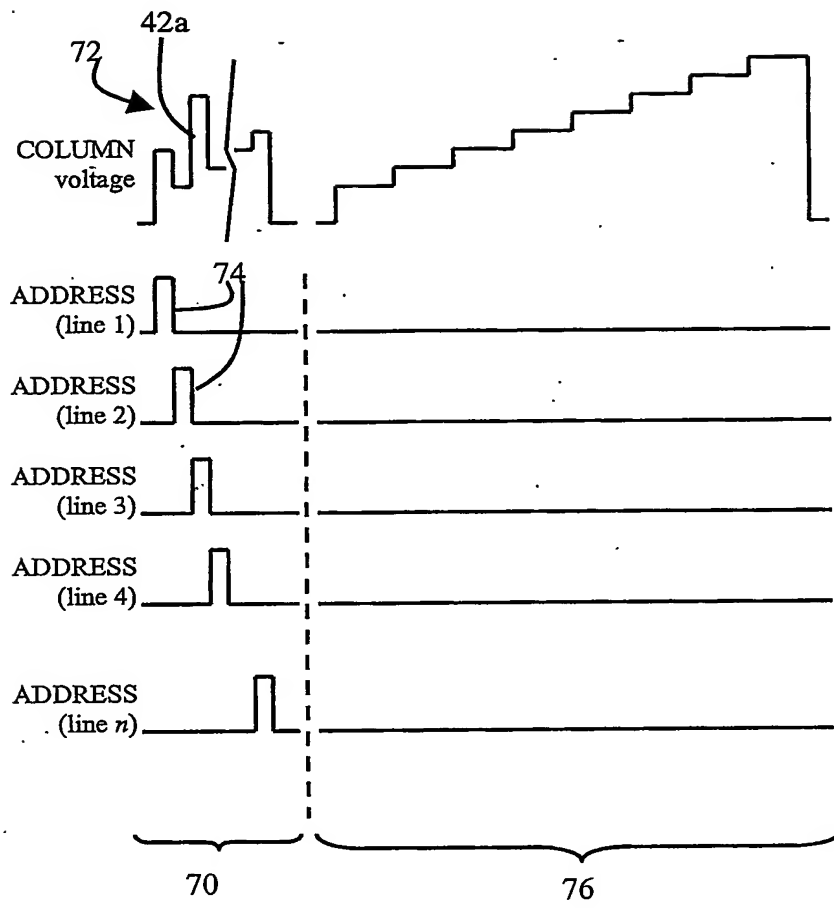 42a
72
COLUMN
voltage
74
ADDRESS
(line 1)
ADDRESS
(line 2)
ADDRESS
(line 3)
ADDRESS
(line 4)
ADDRESS
(line n)
70
76